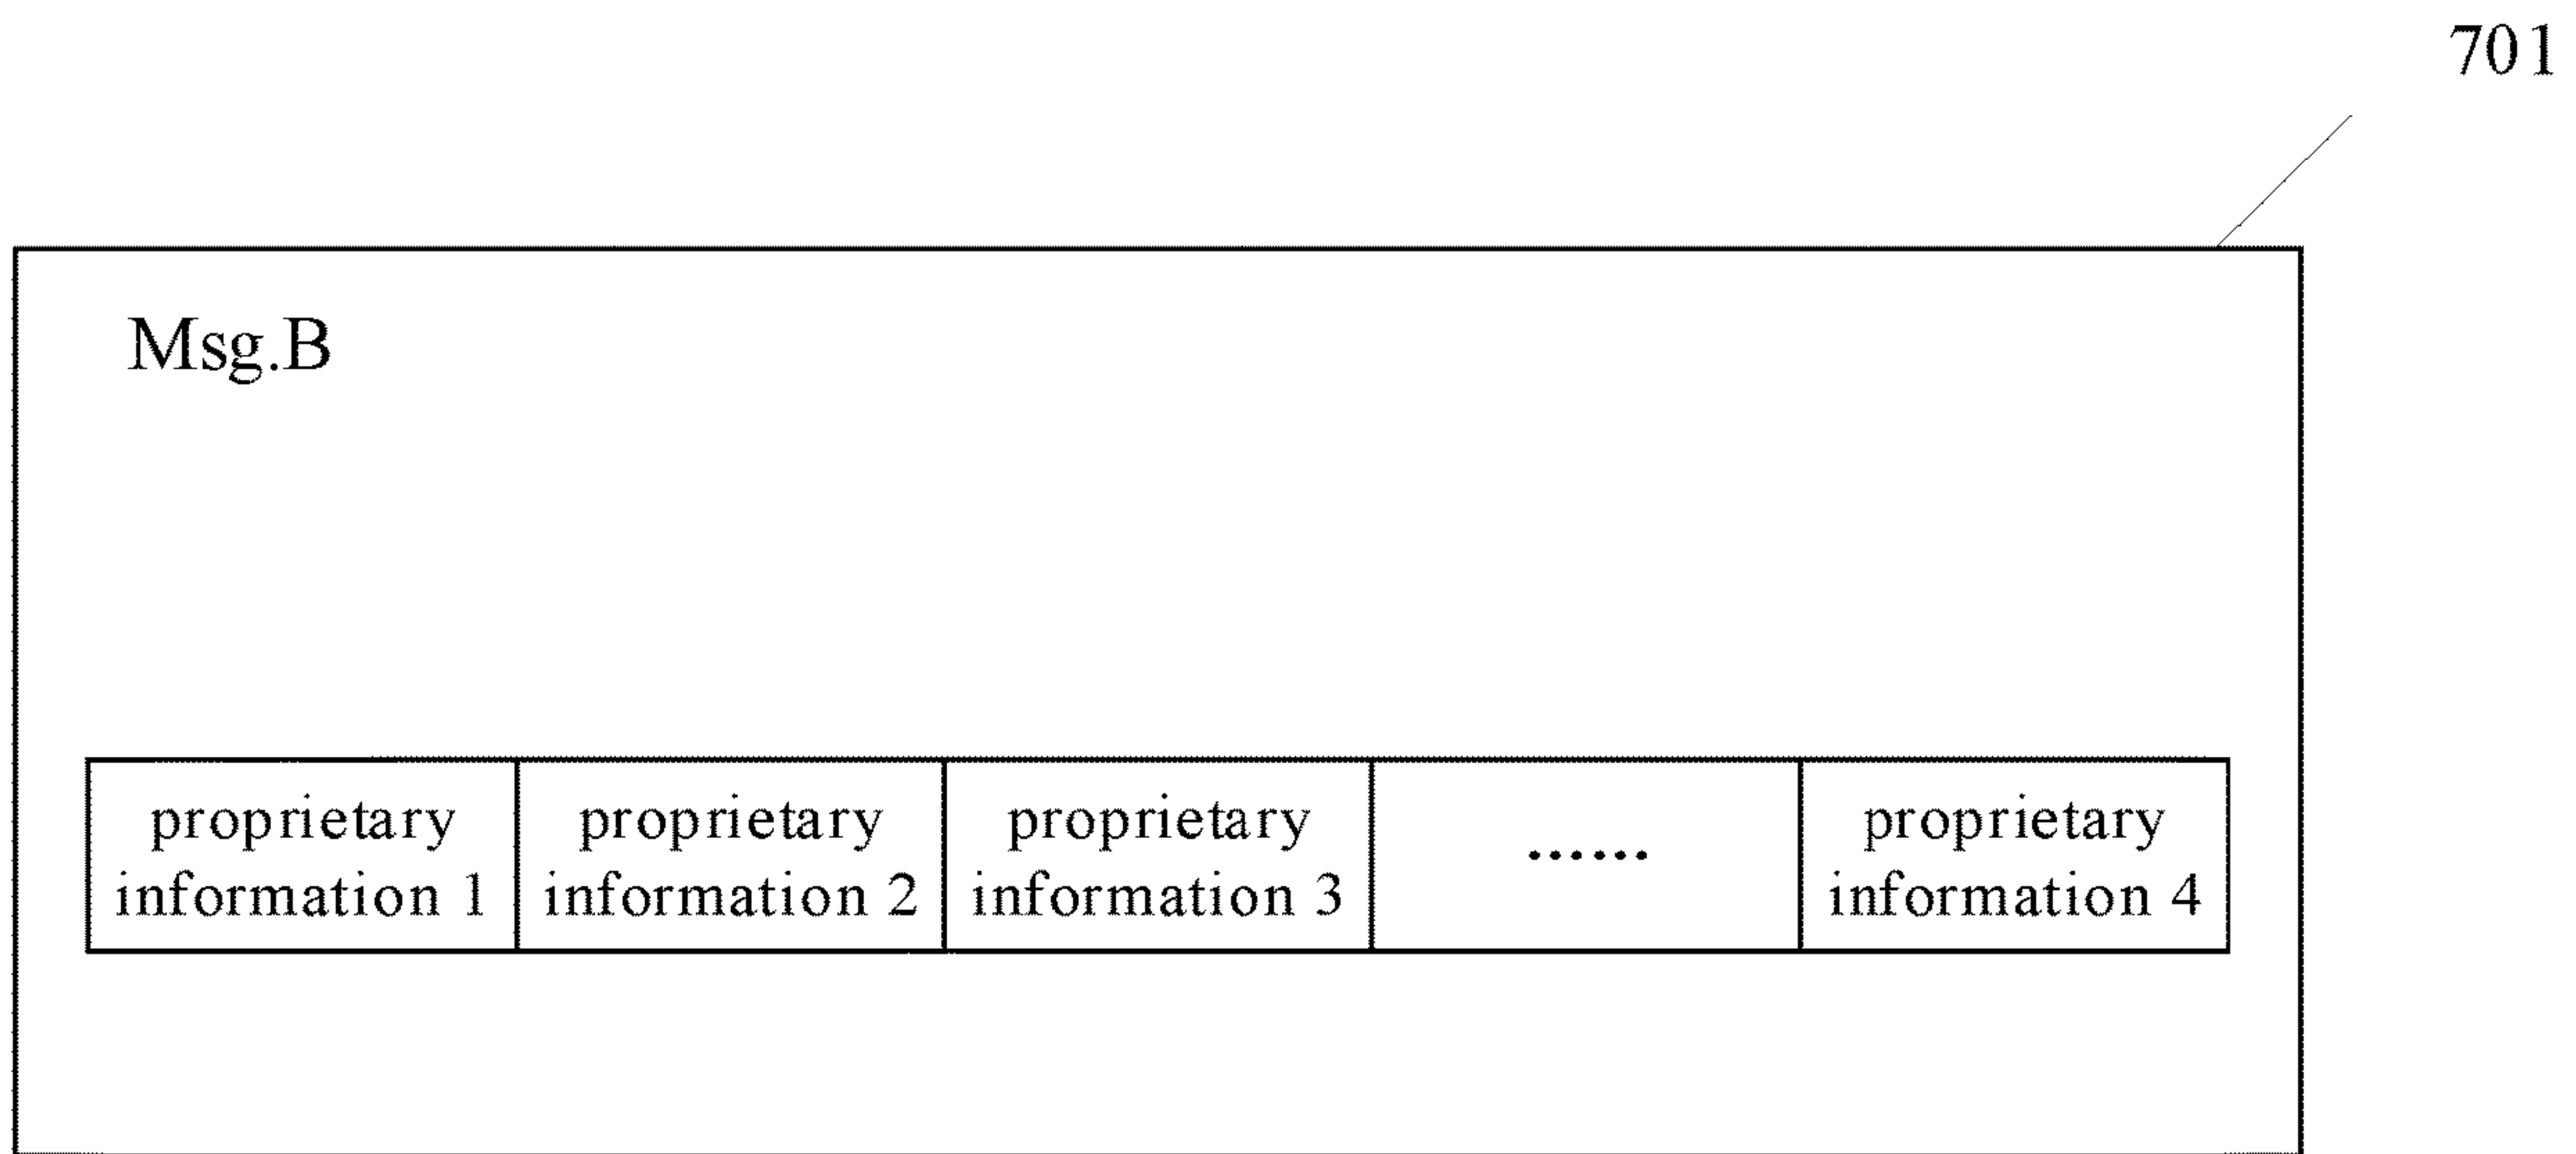 701
Msg.B
proprietary
information 1
proprietary
information 2
proprietary
information 3
......
proprietary
information 4